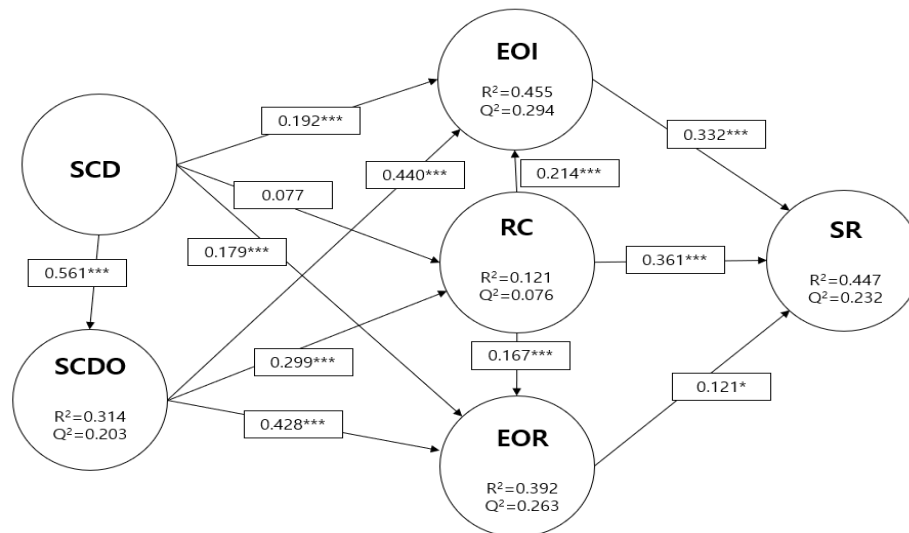 EOI
R²=0.455
Q²=0.294
0.192***
0.332***
SCD
0.440***
0.214***
0.077
RC
SR
0.179***
0.561***
R²=0.121
Q²=0.076
0.361***
R²=0.447
Q²=0.232
SCDO
0.299***
0.167***
R²=0.314
Q²=0.203
0.428***
0.121*
EOR
R²=0.392
Q²=0.263